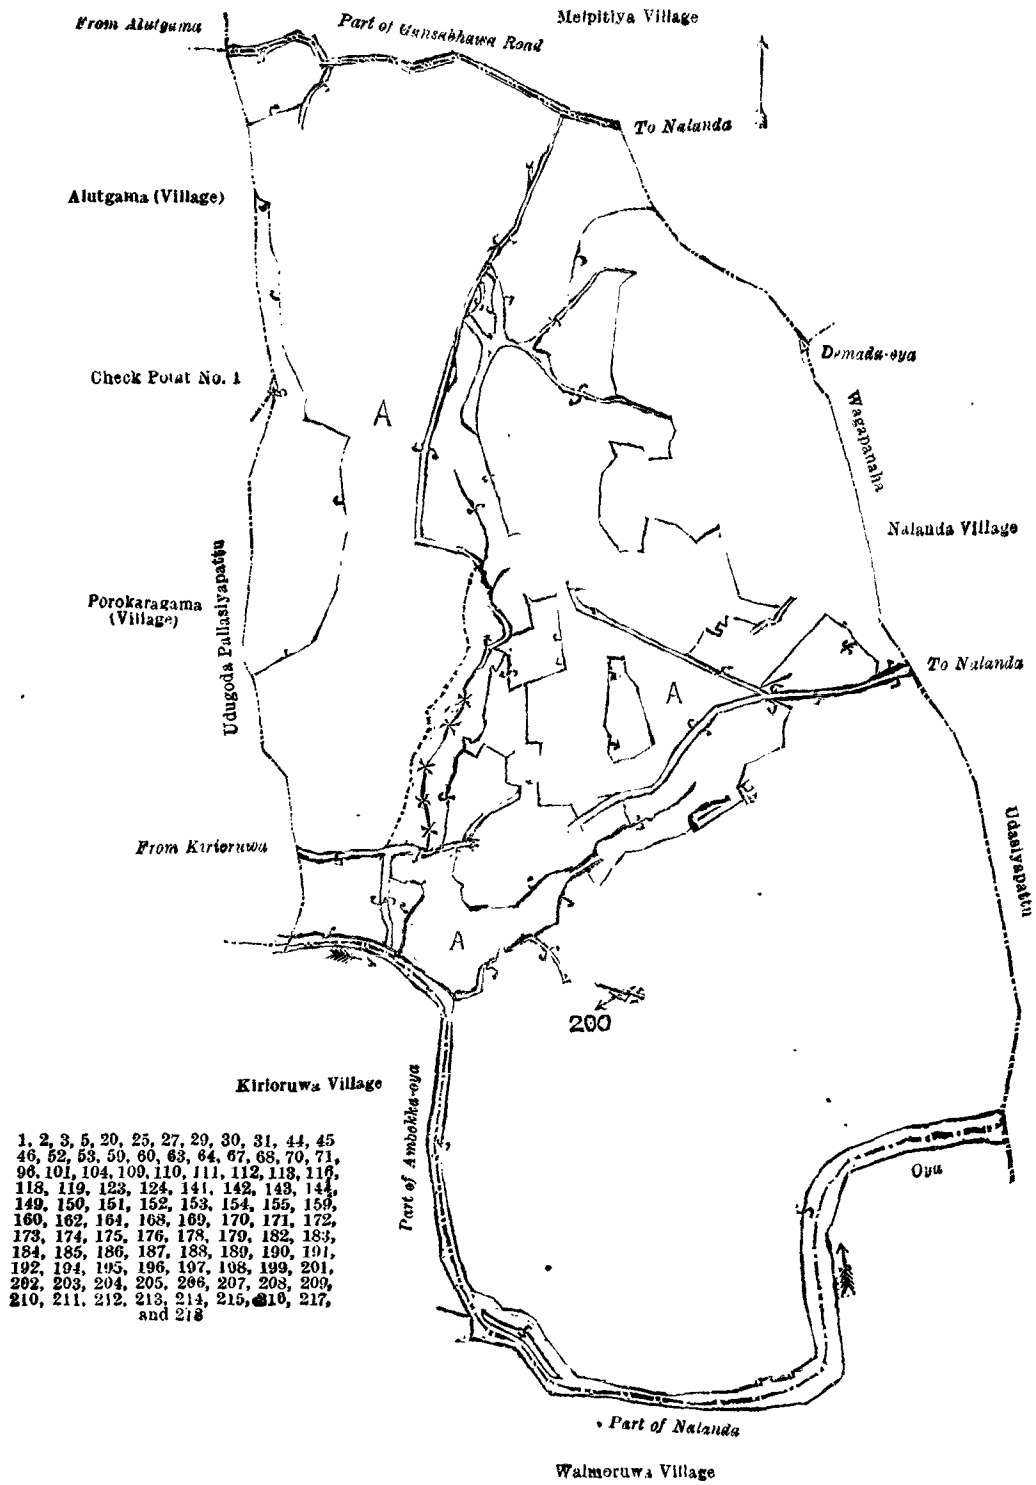 Melpitiya Village
From Alutgama
Part of Gansabhawa Road
To Nalanda
Alutgama (Village)
Demada-oya
Check Point No. 1
A
Wagapanaha
Nalanda Village
Porokaragama
(Village)
Udugoda Pallasiyapattu
To Nalanda
A
Udasiyapattu
From Kirioruwa
A
200
Kirioruwa Village
Part of Ambokka-oya
Oya
1, 2, 3, 5, 20, 25, 27, 29, 30, 31, 44, 45
46, 52, 53, 59, 60, 63, 64, 67, 68, 70, 71,
96, 101, 104, 109, 110, 111, 112, 113, 116,
118, 119, 123, 124, 141, 142, 143, 144,
149, 150, 151, 152, 153, 154, 155, 159,
160, 162, 164, 168, 169, 170, 171, 172,
173, 174, 175, 176, 178, 179, 182, 183,
184, 185, 186, 187, 188, 189, 190, 191,
192, 194, 195, 196, 197, 198, 199, 201,
202, 203, 204, 205, 206, 207, 208, 209,
210, 211, 212, 213, 214, 215, 216, 217,
and 218
Part of Nalanda
Walmoruwa Village